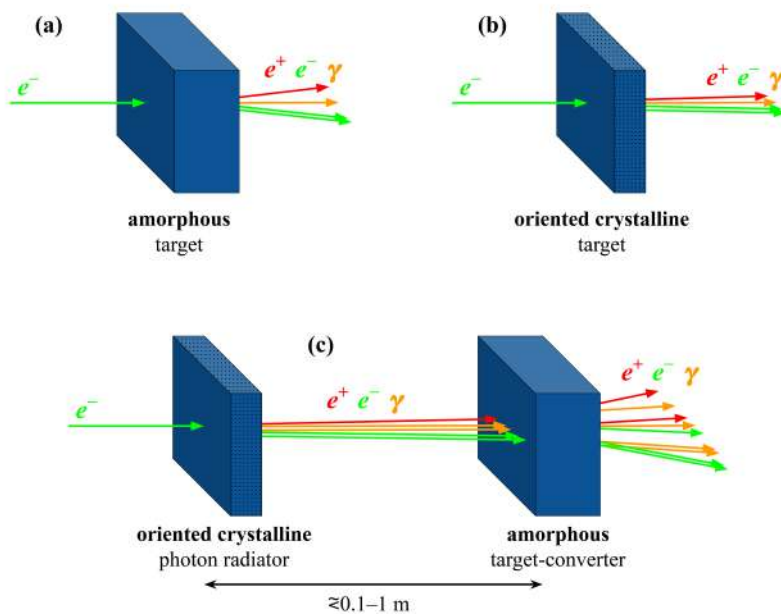 (a)
e⁻
e⁺ e⁻ γ
amorphous
target
(b)
e⁻
e⁺ e⁻ γ
oriented crystalline
target
(c)
e⁻
e⁺ e⁻ γ
e⁺ e⁻ γ
oriented crystalline
photon radiator
amorphous
target-converter
≳0.1–1 m